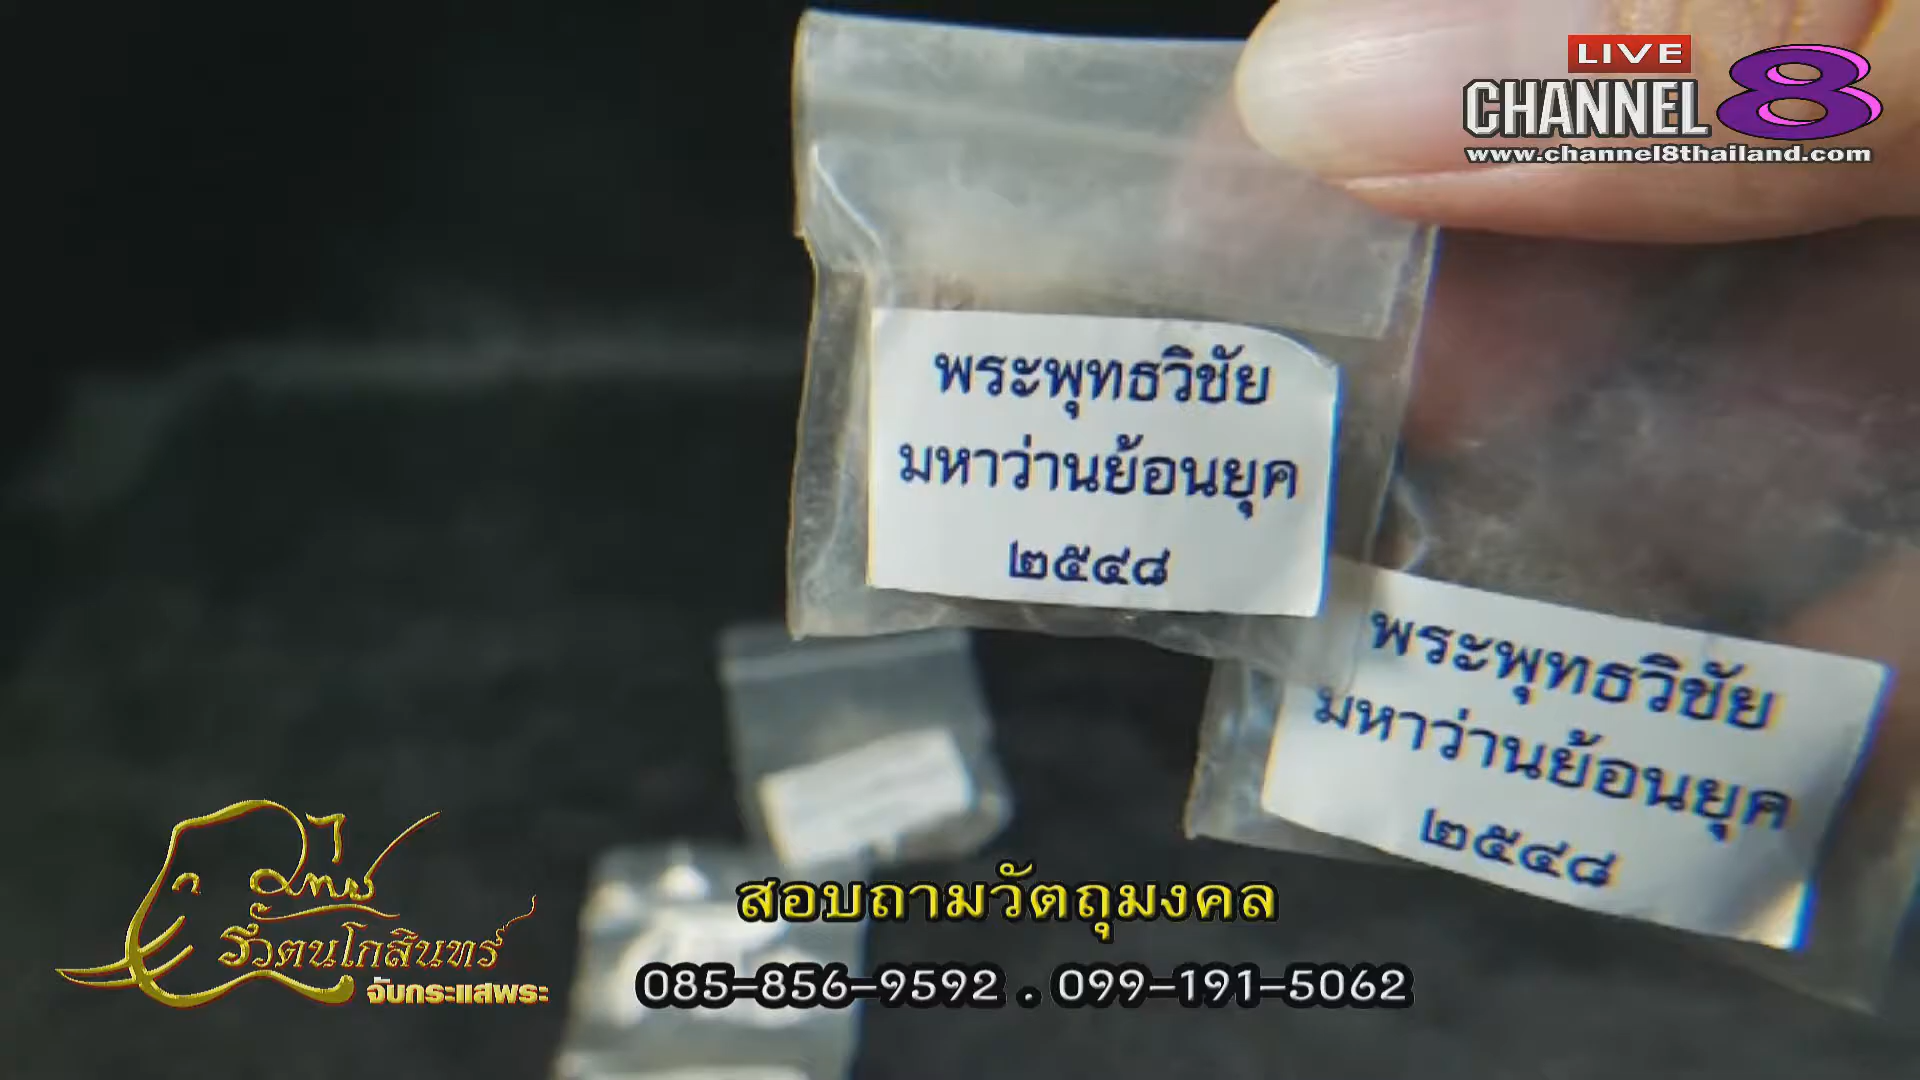 LIVE
CHANNEL 8
www.channel8thailand.com
พระพุทธวิชัย
มหาว่านย้อนยุค
๒๕๔๘
พระพุทธวิชัย
มหาว่านย้อนยุค
๒๕๔๘
ไทย
รัตนโกสินทร์
จับกระแสพระ
สอบถามวัตถุมงคล
085-856-9592 . 099-191-5062